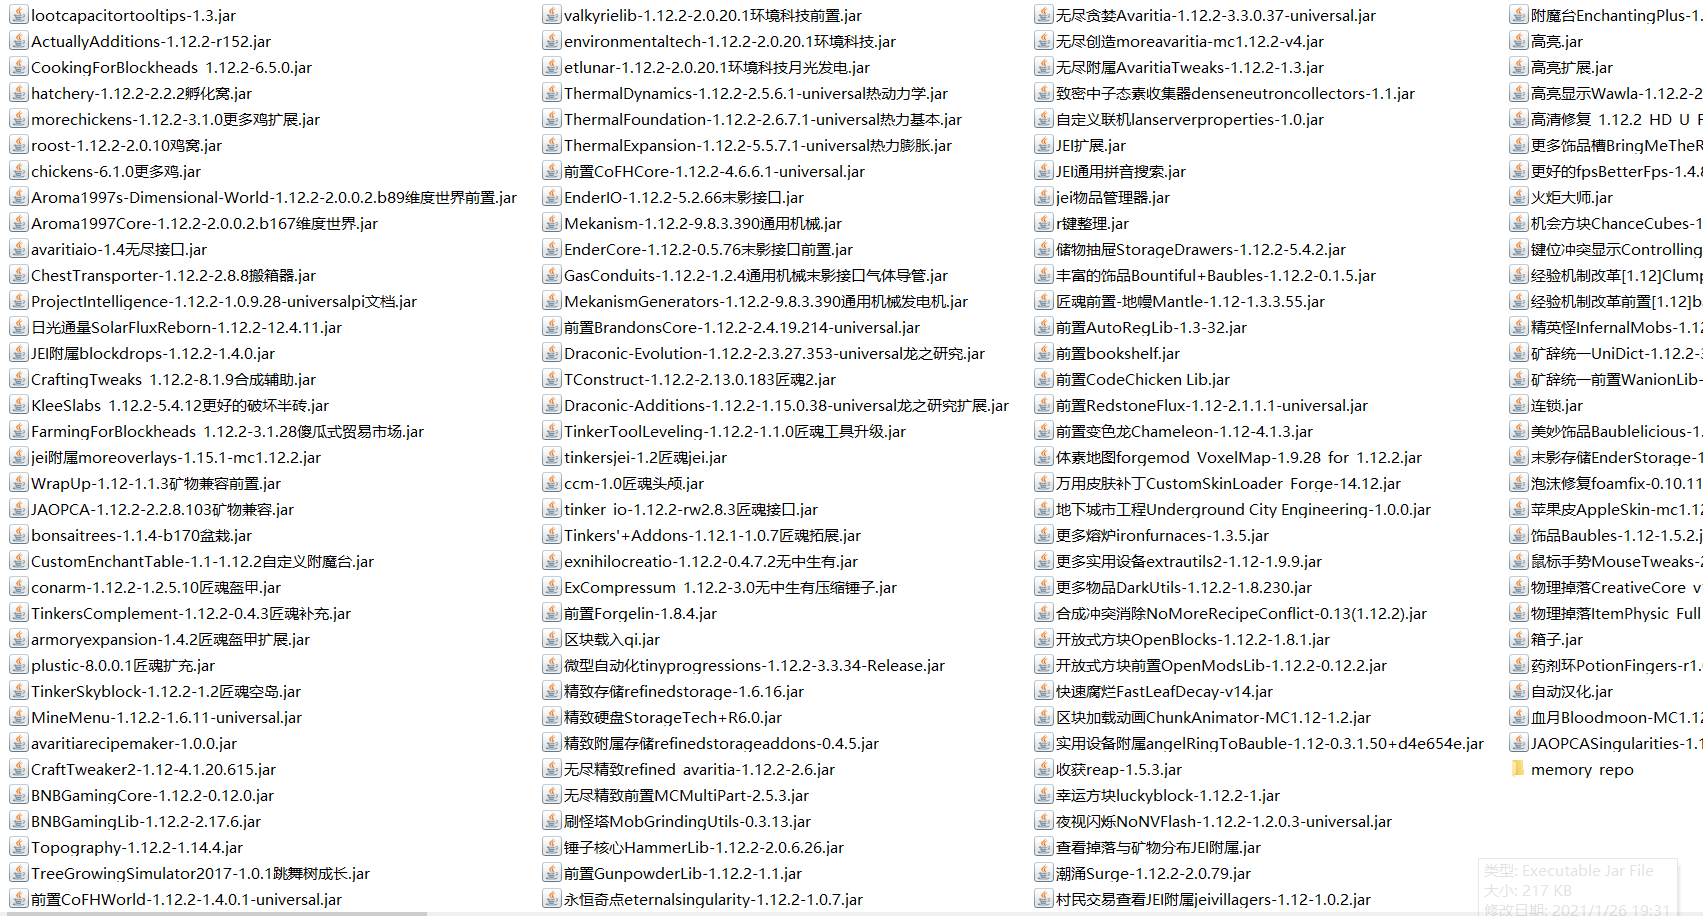 lootcapacitortooltips-1.3.jar
ActuallyAdditions-1.12.2-r152.jar
CookingForBlockheads_1.12.2-6.5.0.jar
hatchery-1.12.2-2.2.2孵化窝.jar
morechickens-1.12.2-3.1.0更多鸡扩展.jar
roost-1.12.2-2.0.10鸡窝.jar
chickens-6.1.0更多鸡.jar
Aroma1997s-Dimensional-World-1.12.2-2.0.0.2.b89维度世界前置.jar
Aroma1997Core-1.12.2-2.0.0.2.b167维度世界.jar
avaritiaio-1.4无尽接口.jar
ChestTransporter-1.12.2-2.8.8搬箱器.jar
ProjectIntelligence-1.12.2-1.0.9.28-universalpi文档.jar
日光通量SolarFluxReborn-1.12.2-12.4.11.jar
JEI附属blockdrops-1.12.2-1.4.0.jar
CraftingTweaks_1.12.2-8.1.9合成辅助.jar
KleeSlabs_1.12.2-5.4.12更好的破坏半砖.jar
FarmingForBlockheads_1.12.2-3.1.28傻瓜式贸易市场.jar
jei附属moreoverlays-1.15.1-mc1.12.2.jar
WrapUp-1.12-1.1.3矿物兼容前置.jar
JAOPCA-1.12.2-2.2.8.103矿物兼容.jar
bonsaitrees-1.1.4-b170盆栽.jar
CustomEnchantTable-1.1-1.12.2自定义附魔台.jar
conarm-1.12.2-1.2.5.10匠魂盔甲.jar
TinkersComplement-1.12.2-0.4.3匠魂补充.jar
armoryexpansion-1.4.2匠魂盔甲扩展.jar
plustic-8.0.0.1匠魂扩充.jar
TinkerSkyblock-1.12.2-1.2匠魂空岛.jar
MineMenu-1.12.2-1.6.11-universal.jar
avaritiarecipemaker-1.0.0.jar
CraftTweaker2-1.12-4.1.20.615.jar
BNBGamingCore-1.12.2-0.12.0.jar
BNBGamingLib-1.12.2-2.17.6.jar
Topography-1.12.2-1.14.4.jar
TreeGrowingSimulator2017-1.0.1跳舞树成长.jar
前置CoFHWorld-1.12.2-1.4.0.1-universal.jar
valkyrielib-1.12.2-2.0.20.1环境科技前置.jar
environmentaltech-1.12.2-2.0.20.1环境科技.jar
etlunar-1.12.2-2.0.20.1环境科技月光发电.jar
ThermalDynamics-1.12.2-2.5.6.1-universal热动力学.jar
ThermalFoundation-1.12.2-2.6.7.1-universal热力基本.jar
ThermalExpansion-1.12.2-5.5.7.1-universal热力膨胀.jar
前置CoFHCore-1.12.2-4.6.6.1-universal.jar
EnderIO-1.12.2-5.2.66末影接口.jar
Mekanism-1.12.2-9.8.3.390通用机械.jar
EnderCore-1.12.2-0.5.76末影接口前置.jar
GasConduits-1.12.2-1.2.4通用机械末影接口气体导管.jar
MekanismGenerators-1.12.2-9.8.3.390通用机械发电机.jar
前置BrandonsCore-1.12.2-2.4.19.214-universal.jar
Draconic-Evolution-1.12.2-2.3.27.353-universal龙之研究.jar
TConstruct-1.12.2-2.13.0.183匠魂2.jar
Draconic-Additions-1.12.2-1.15.0.38-universal龙之研究扩展.jar
TinkerToolLeveling-1.12.2-1.1.0匠魂工具升级.jar
tinkersjei-1.2匠魂jei.jar
ccm-1.0匠魂头颅.jar
tinker_io-1.12.2-rw2.8.3匠魂接口.jar
Tinkers'+Addons-1.12.1-1.0.7匠魂拓展.jar
exnihilocreatio-1.12.2-0.4.7.2无中生有.jar
ExCompressum_1.12.2-3.0无中生有压缩锤子.jar
前置Forgelin-1.8.4.jar
区块载入qi.jar
微型自动化tinyprogressions-1.12.2-3.3.34-Release.jar
精致存储refinedstorage-1.6.16.jar
精致硬盘StorageTech+R6.0.jar
精致附属存储refinedstorageaddons-0.4.5.jar
无尽精致refined_avaritia-1.12.2-2.6.jar
无尽精致前置MCMultiPart-2.5.3.jar
刷怪塔MobGrindingUtils-0.3.13.jar
锤子核心HammerLib-1.12.2-2.0.6.26.jar
前置GunpowderLib-1.12.2-1.1.jar
永恒奇点eternalsingularity-1.12.2-1.0.7.jar
无尽贪婪Avaritia-1.12.2-3.3.0.37-universal.jar
无尽创造moreavaritia-mc1.12.2-v4.jar
无尽附属AvaritiaTweaks-1.12.2-1.3.jar
致密中子态素收集器denseneutroncollectors-1.1.jar
自定义联机lanserverproperties-1.0.jar
JEI扩展.jar
JEI通用拼音搜索.jar
jei物品管理器.jar
r键整理.jar
储物抽屉StorageDrawers-1.12.2-5.4.2.jar
丰富的饰品Bountiful+Baubles-1.12.2-0.1.5.jar
匠魂前置-地幔Mantle-1.12-1.3.3.55.jar
前置AutoRegLib-1.3-32.jar
前置bookshelf.jar
前置CodeChicken Lib.jar
前置RedstoneFlux-1.12-2.1.1.1-universal.jar
前置变色龙Chameleon-1.12-4.1.3.jar
体素地图forgemod_VoxelMap-1.9.28_for_1.12.2.jar
万用皮肤补丁CustomSkinLoader_Forge-14.12.jar
地下城市工程Underground City Engineering-1.0.0.jar
更多熔炉ironfurnaces-1.3.5.jar
更多实用设备extrautils2-1.12-1.9.9.jar
更多物品DarkUtils-1.12.2-1.8.230.jar
合成冲突消除NoMoreRecipeConflict-0.13(1.12.2).jar
开放式方块OpenBlocks-1.12.2-1.8.1.jar
开放式方块前置OpenModsLib-1.12.2-0.12.2.jar
快速腐烂FastLeafDecay-v14.jar
区块加载动画ChunkAnimator-MC1.12-1.2.jar
实用设备附属angelRingToBauble-1.12-0.3.1.50+d4e654e.jar
收获reap-1.5.3.jar
幸运方块luckyblock-1.12.2-1.jar
夜视闪烁NoNVFlash-1.12.2-1.2.0.3-universal.jar
查看掉落与矿物分布JEI附属.jar
潮涌Surge-1.12.2-2.0.79.jar
村民交易查看JEI附属jeivillagers-1.12-1.0.2.jar
附魔台EnchantingPlus-1.
高亮.jar
高亮扩展.jar
高亮显示Wawla-1.12.2-2
高清修复_1.12.2_HD_U_F
更多饰品槽BringMeTheR
更好的fpsBetterFps-1.4.8
火炬大师.jar
机会方块ChanceCubes-1
键位冲突显示Controlling
经验机制改革[1.12]Clump
经验机制改革前置[1.12]b
精英怪InfernalMobs-1.12
矿辞统一UniDict-1.12.2-
矿辞统一前置WanionLib-
连锁.jar
美妙饰品Baublelicious-1.
末影存储EnderStorage-1
泡沫修复foamfix-0.10.11
苹果皮AppleSkin-mc1.12
饰品Baubles-1.12-1.5.2.j
鼠标手势MouseTweaks-2
物理掉落CreativeCore_v
物理掉落ItemPhysic_Full
箱子.jar
药剂环PotionFingers-r1.
自动汉化.jar
血月Bloodmoon-MC1.12
JAOPCASingularities-1.1
memory_repo
类型: Executable Jar File
大小: 217 KB
修改日期: 2021/1/26 19:31